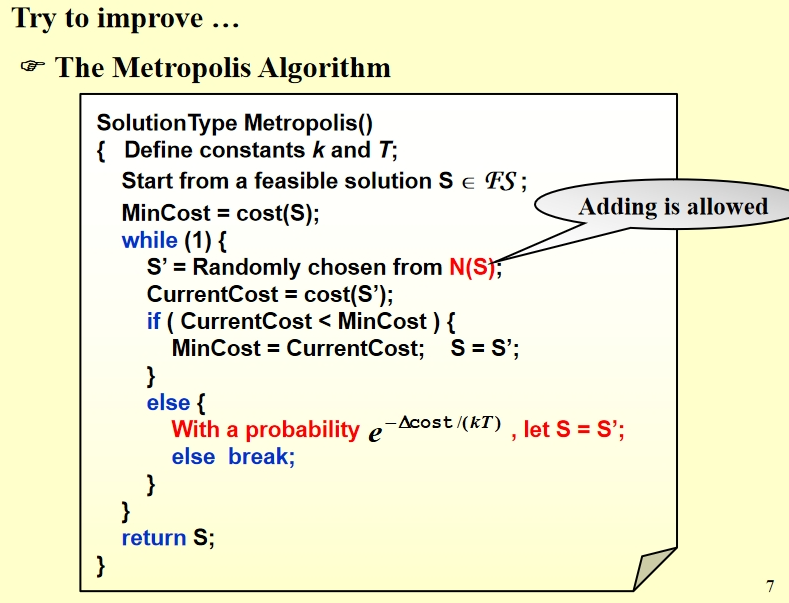 Try to improve …
☞ The Metropolis Algorithm
SolutionType Metropolis()
{ Define constants k and T;
Start from a feasible solution S ∈ FS ;
MinCost = cost(S);
while (1) {
S’ = Randomly chosen from N(S);
CurrentCost = cost(S’);
if ( CurrentCost < MinCost ) {
MinCost = CurrentCost; S = S’;
}
else {
With a probability e^{-Δcost/(kT)} , let S = S’;
else break;
}
}
return S;
}
Adding is allowed
7